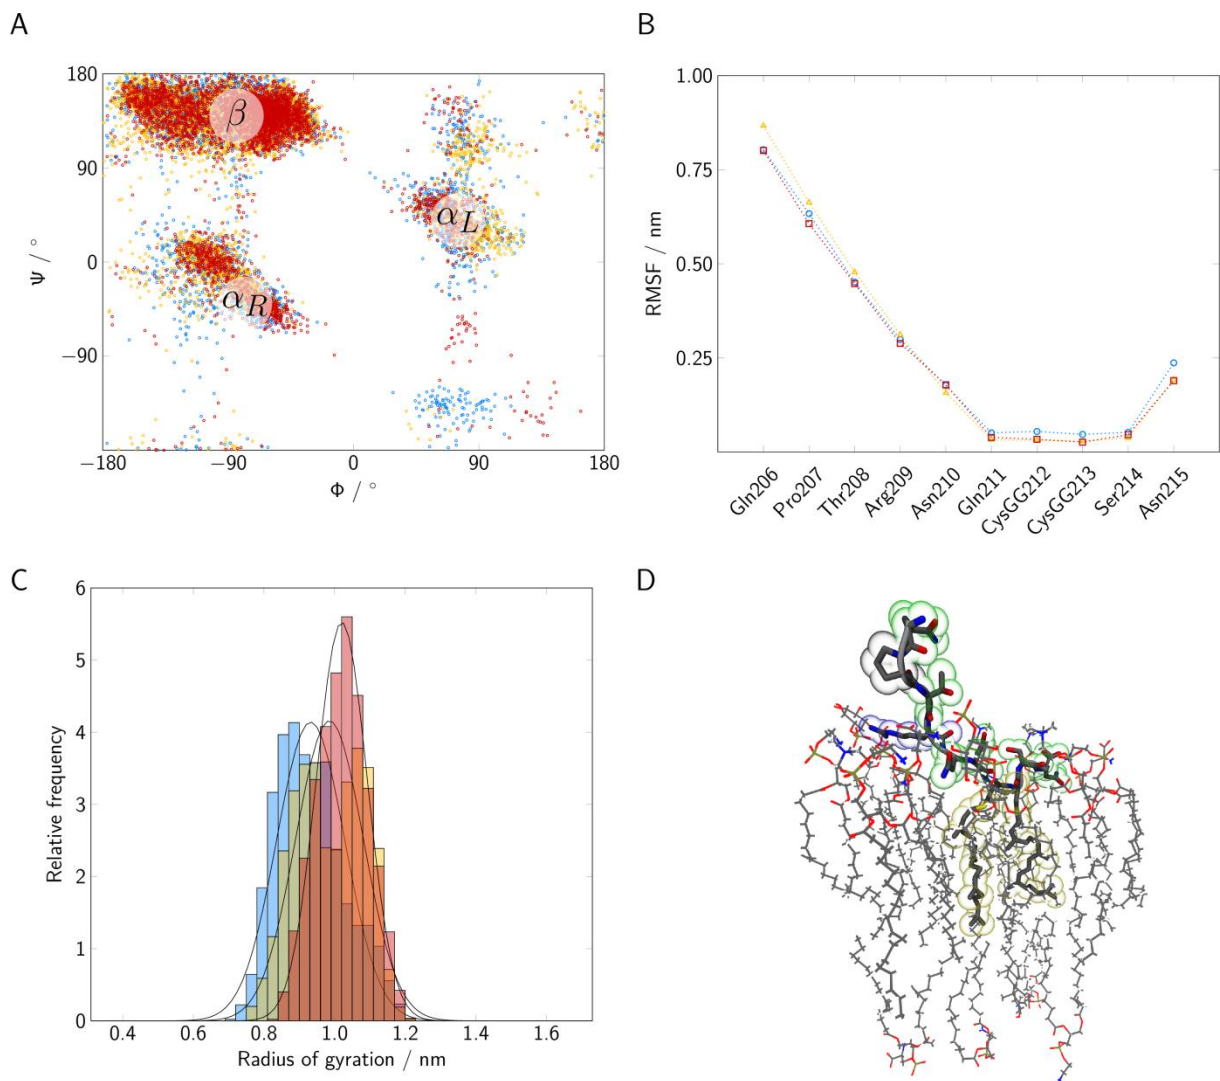 A
180
90
0
−90
−180
−90
0
90
180
Ψ / °
Φ / °
β
αL
αR
B
1.00
0.75
0.50
0.25
RMSF / nm
Gln206
Pro207
Thr208
Arg209
Asn210
Gln211
CysGG212
CysGG213
Ser214
Asn215
C
6
5
4
3
2
1
0
0.4 0.6 0.8 1.0 1.2 1.4 1.6
Relative frequency
Radius of gyration / nm
D